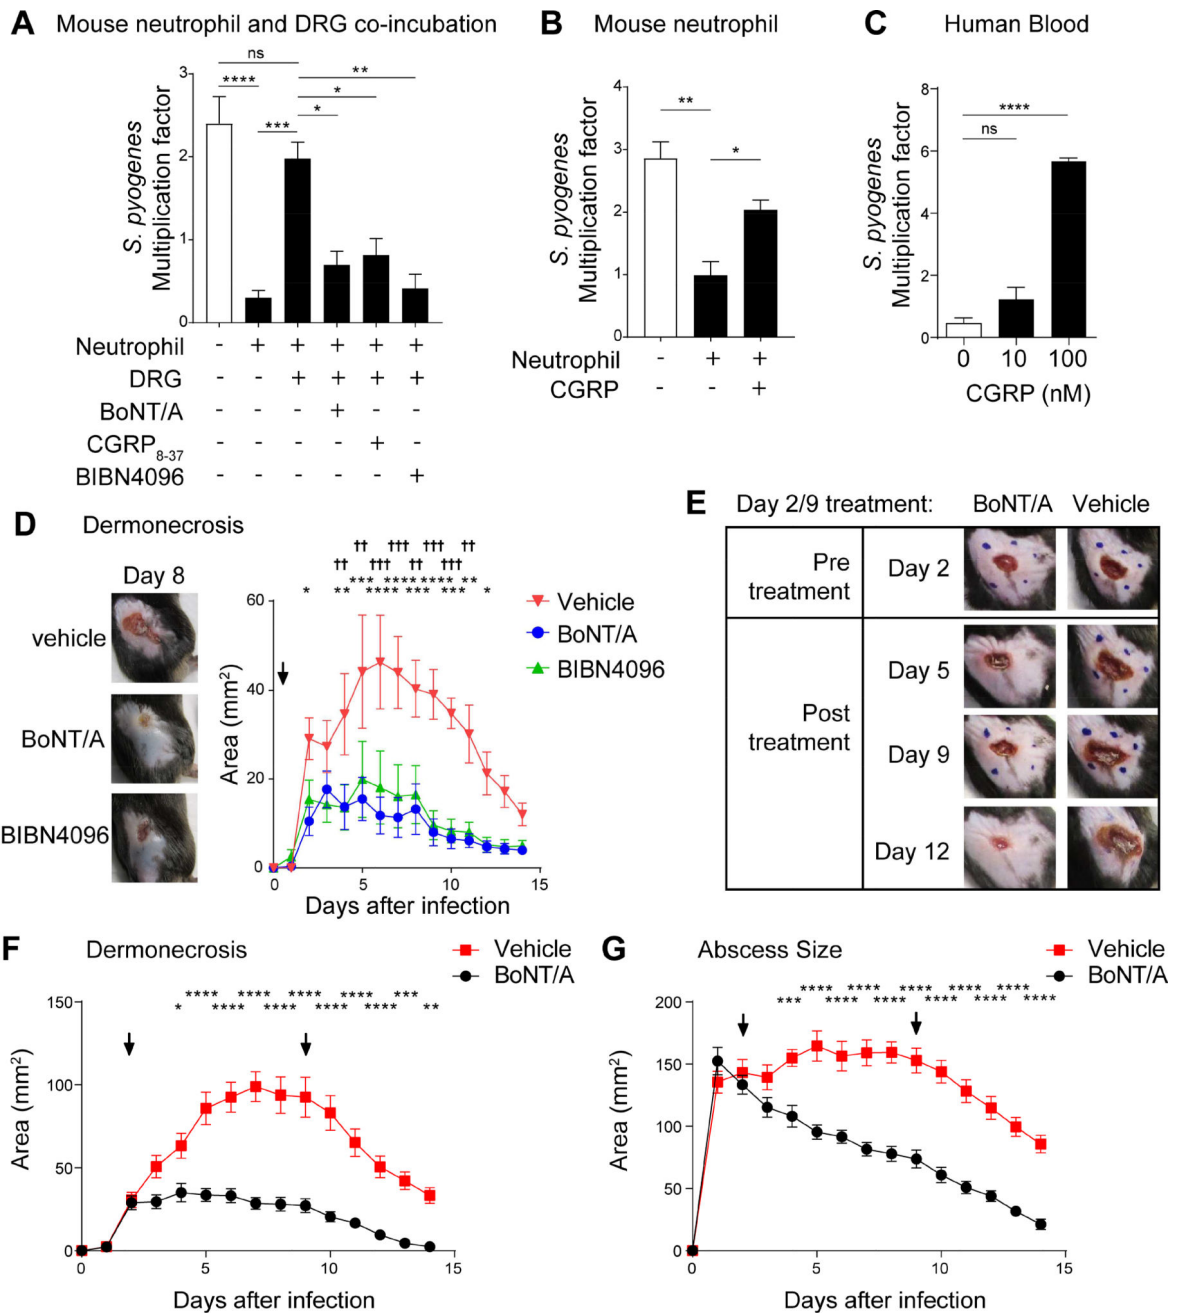 A Mouse neutrophil and DRG co-incubation
ns
**** ** * * ***
S. pyogenes
Multiplication factor
3
2
1
0
Neutrophil - + + + + +
DRG - - + + + +
BoNT/A - - - + - -
CGRP8-37 - - - - + -
BIBN4096 - - - - - +
B Mouse neutrophil
** *
S. pyogenes
Multiplication factor
4
3
2
1
0
Neutrophil - + +
CGRP - - +
C Human Blood
****
ns
S. pyogenes
Multiplication factor
8
6
4
2
0
0 10 100
CGRP (nM)
D Dermonecrosis
Day 8
vehicle
BoNT/A
BIBN4096
†† ††† ††† ††
†† ††† †† †††
*** **** **** **
* ** **** **** *** *
Vehicle
BoNT/A
BIBN4096
Area (mm2)
60
40
20
0
0 5 10 15
Days after infection
E Day 2/9 treatment: BoNT/A Vehicle
Pre
treatment
Day 2
Post
treatment
Day 5
Day 9
Day 12
F Dermonecrosis
Vehicle
BoNT/A
**** **** **** **** ***
* **** **** **** **** **
Area (mm2)
150
100
50
0
0 5 10 15
Days after infection
G Abscess Size
Vehicle
BoNT/A
**** **** **** **** ****
*** **** **** **** **** ****
Area (mm2)
200
150
100
50
0
0 5 10 15
Days after infection